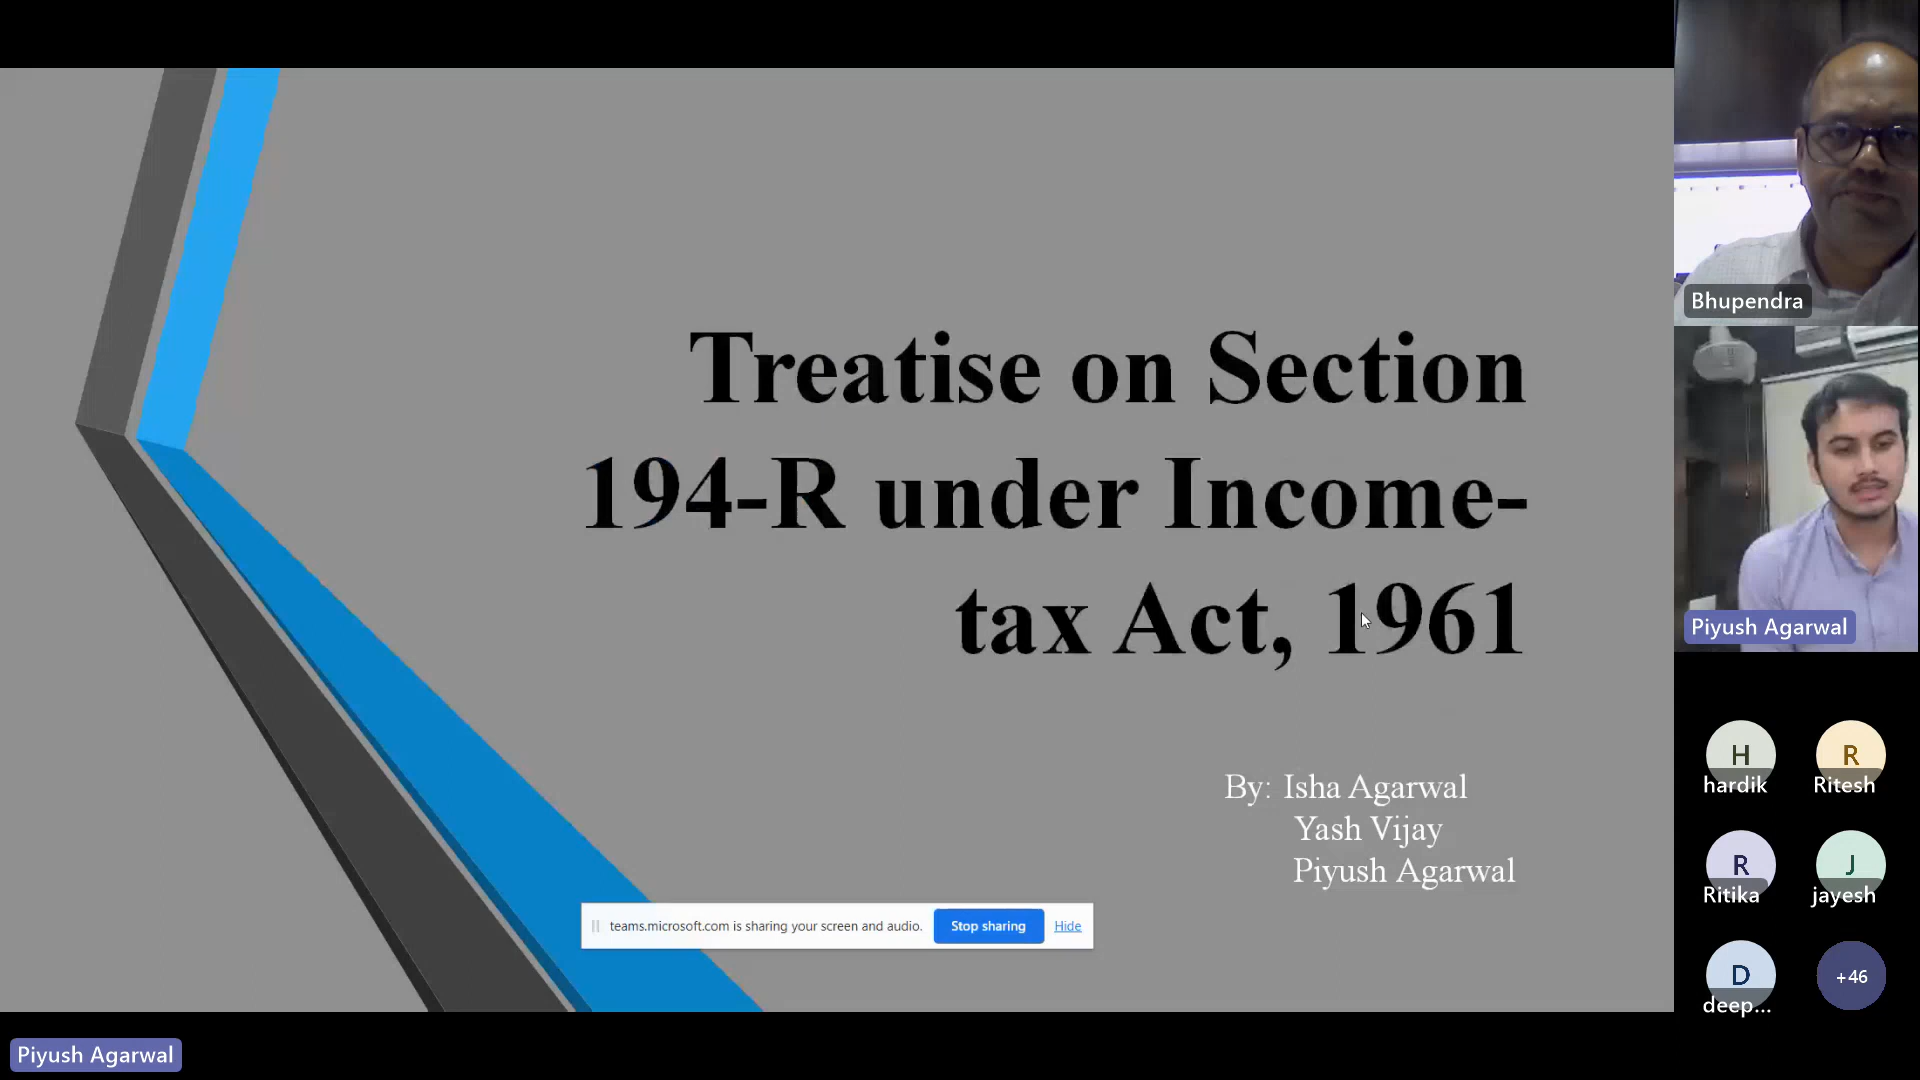 Treatise on Section
194-R under Income-
tax Act, 1961
By: Isha Agarwal
Yash Vijay
Piyush Agarwal
teams.microsoft.com is sharing your screen and audio. Stop sharing Hide
Bhupendra
Piyush Agarwal
H R
hardik Ritesh
R J
Ritika jayesh
D +46
deep...
Piyush Agarwal